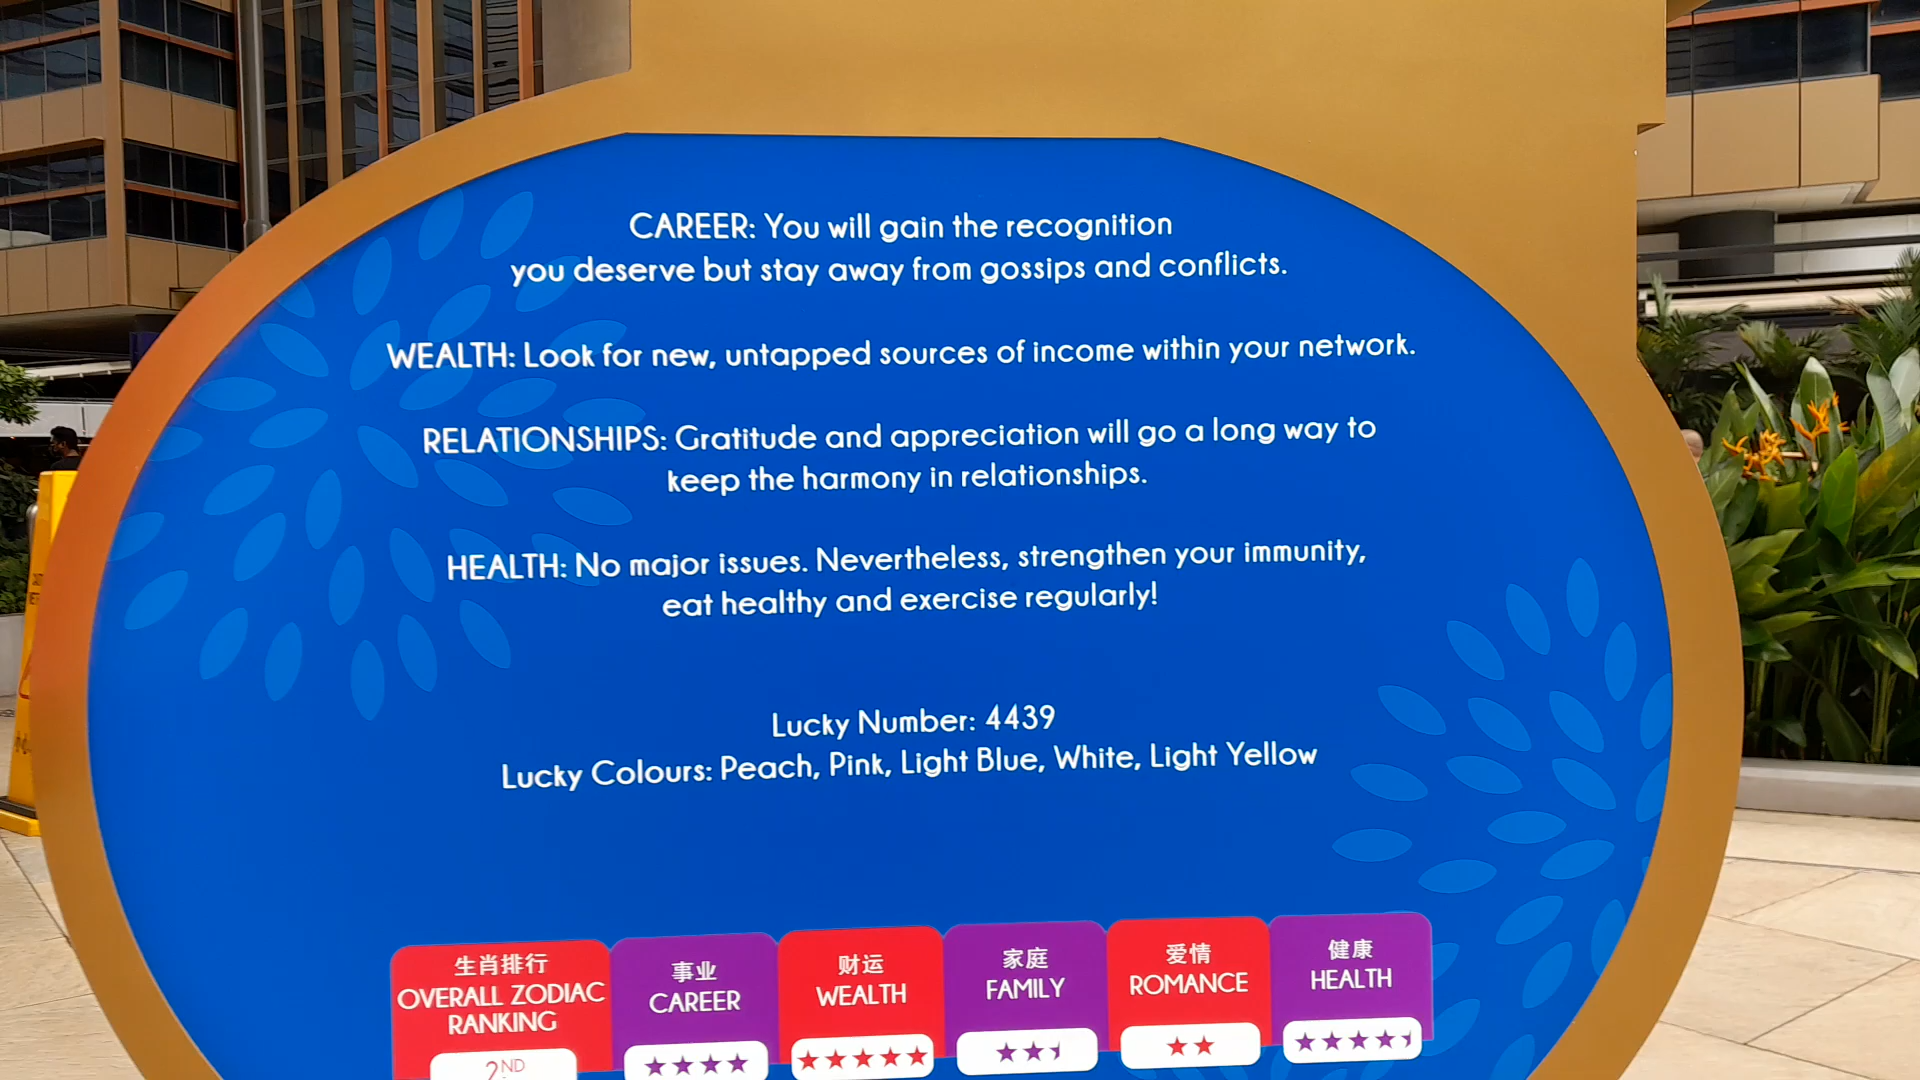 CAREER: You will gain the recognition
you deserve but stay away from gossips and conflicts.
WEALTH: Look for new, untapped sources of income within your network.
RELATIONSHIPS: Gratitude and appreciation will go a long way to
keep the harmony in relationships.
HEALTH: No major issues. Nevertheless, strengthen your immunity,
eat healthy and exercise regularly!
Lucky Number: 4439
Lucky Colours: Peach, Pink, Light Blue, White, Light Yellow
生肖排行
OVERALL ZODIAC
RANKING
2ND
事业
CAREER
财运
WEALTH
家庭
FAMILY
爱情
ROMANCE
健康
HEALTH